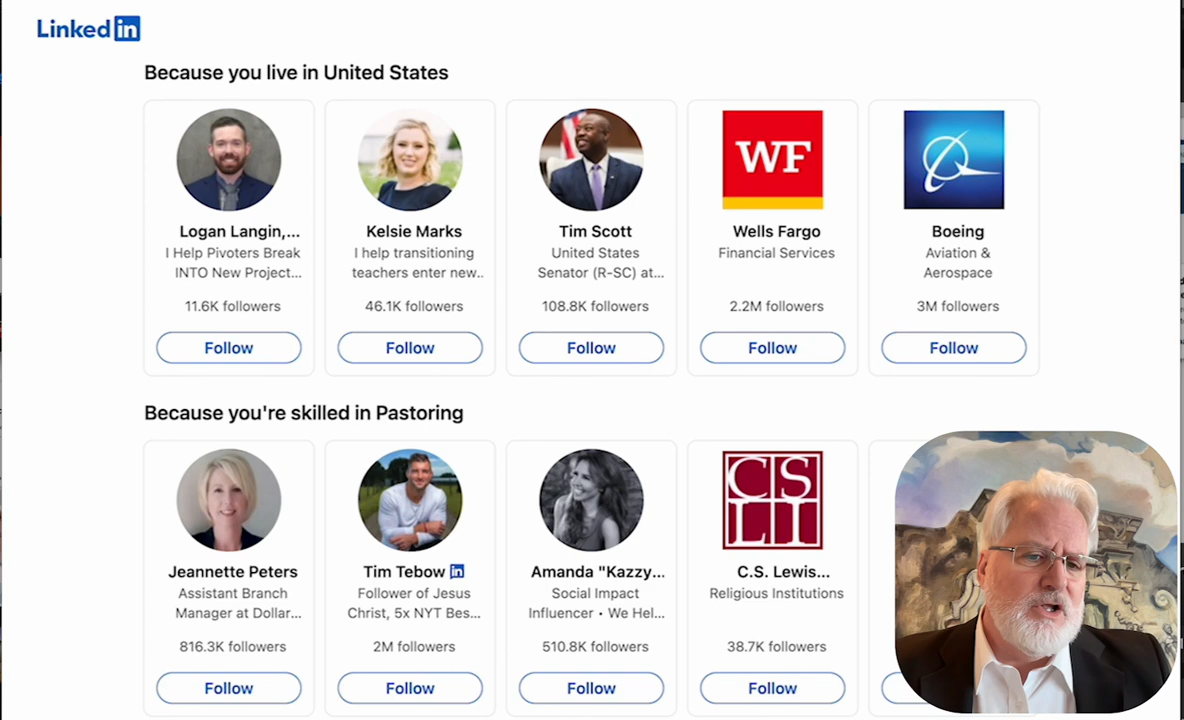 Linked in
Because you live in United States
WF
Logan Langin,...
Kelsie Marks
Tim Scott
Wells Fargo
Boeing
I Help Pivoters Break
I help transitioning
United States
Financial Services
Aviation &
INTO New Project...
teachers enter new..
Senator (R-SC) at...
Aerospace
11.6K followers
46.1K followers
108.8K followers
2.2M followers
3M followers
Follow
Follow
Follow
Follow
Follow
Because you're skilled in Pastoring
CS
LI
Jeannette Peters
Tim Tebow in
Amanda "Kazzy...
C.S. Lewis...
Assistant Branch
Follower of Jesus
Social Impact
Religious Institutions
Manager at Dollar...
Christ, 5x NYT Bes...
Influencer • We Hel...
816.3K followers
2M followers
510.8K followers
38.7K followers
Follow
Follow
Follow
Follow